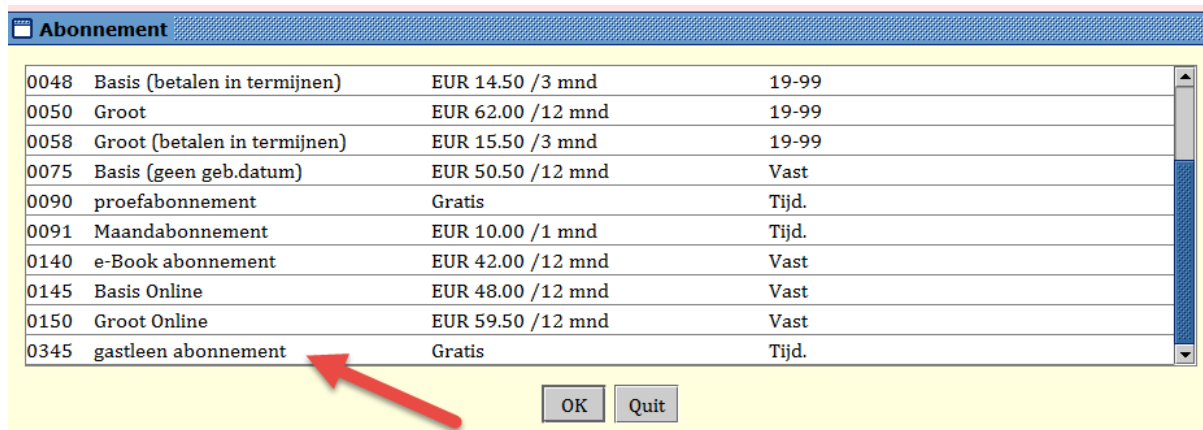 Abonnement
0048 Basis (betalen in termijnen) EUR 14.50 /3 mnd 19-99
0050 Groot EUR 62.00 /12 mnd 19-99
0058 Groot (betalen in termijnen) EUR 15.50 /3 mnd 19-99
0075 Basis (geen geb.datum) EUR 50.50 /12 mnd Vast
0090 proefabonnement Gratis Tijd.
0091 Maandabonnement EUR 10.00 /1 mnd Tijd.
0140 e-Book abonnement EUR 42.00 /12 mnd Vast
0145 Basis Online EUR 48.00 /12 mnd Vast
0150 Groot Online EUR 59.50 /12 mnd Vast
0345 gastleen abonnement Gratis Tijd.
OK Quit